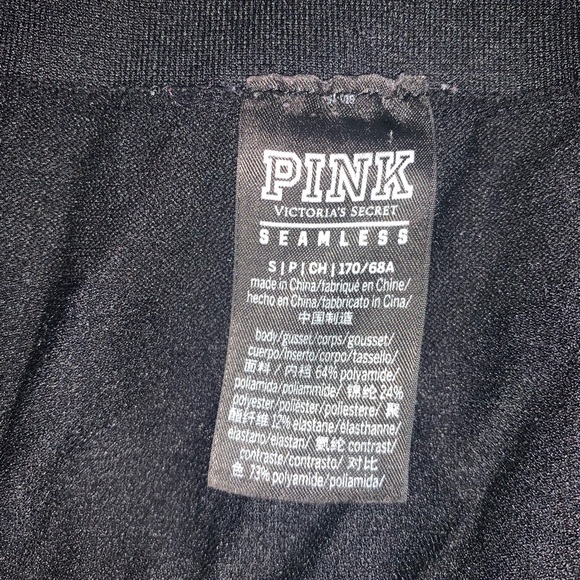 PINK
VICTORIA'S SECRET
SEAMLESS
S | P | CH | 170/68A
made in China/fabriqué en Chine/
hecho en China/fabbricato in Cina/
中国制造
body/gusset/corps/gousset/
cuerpo/inserto/corpo/tassello/
面料 / 内裆 64% polyamide/
poliamida/poliammide/ 锦纶 24%
polyester/poliéster/poliestere/ 聚
酯纤维 12% elastane/élasthanne/
elastano/elastan/ 氨纶 contrast/
contraste/contrasto/ 对比
色 73% polyamide/poliamida/